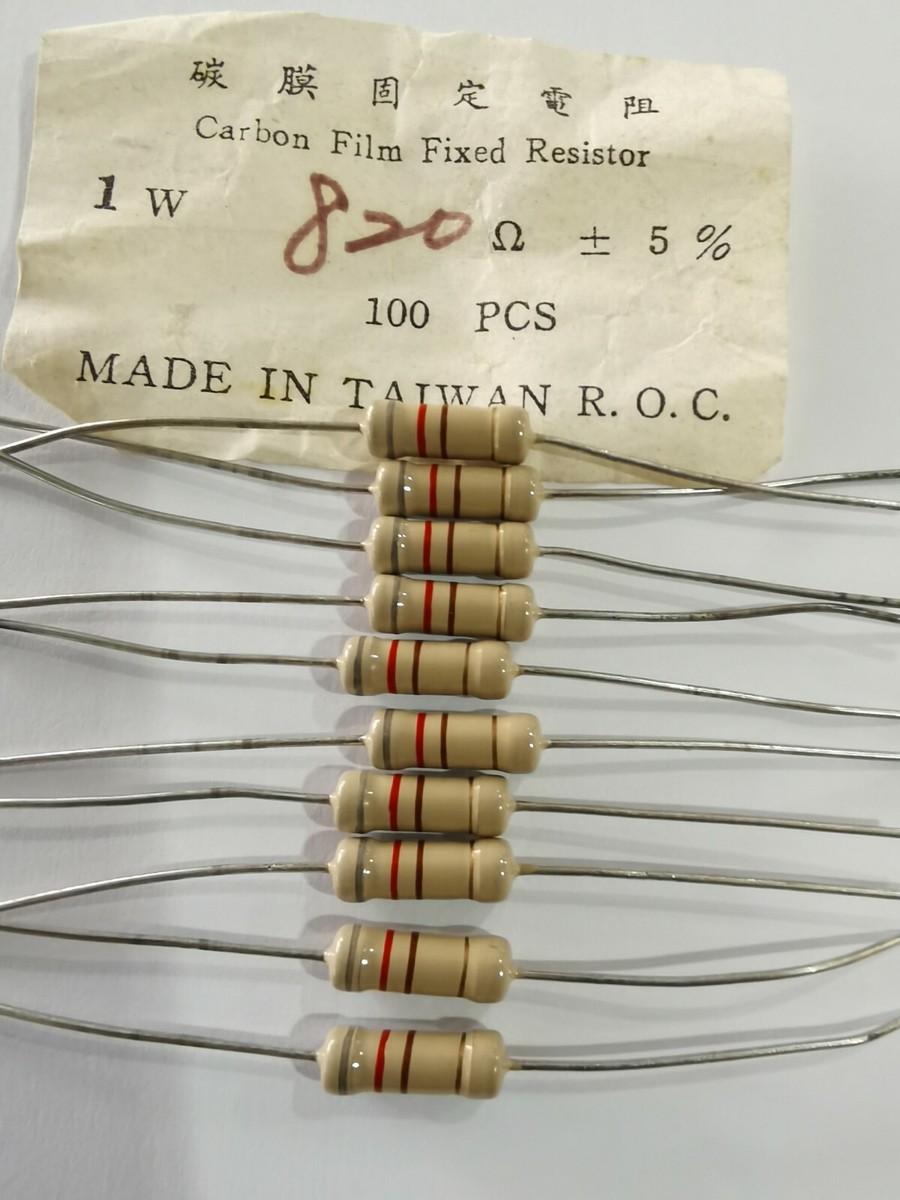 碳膜固定電阻
Carbon Film Fixed Resistor
1 W 820 Ω ± 5 %
100 PCS
MADE IN TAIWAN R.O.C.